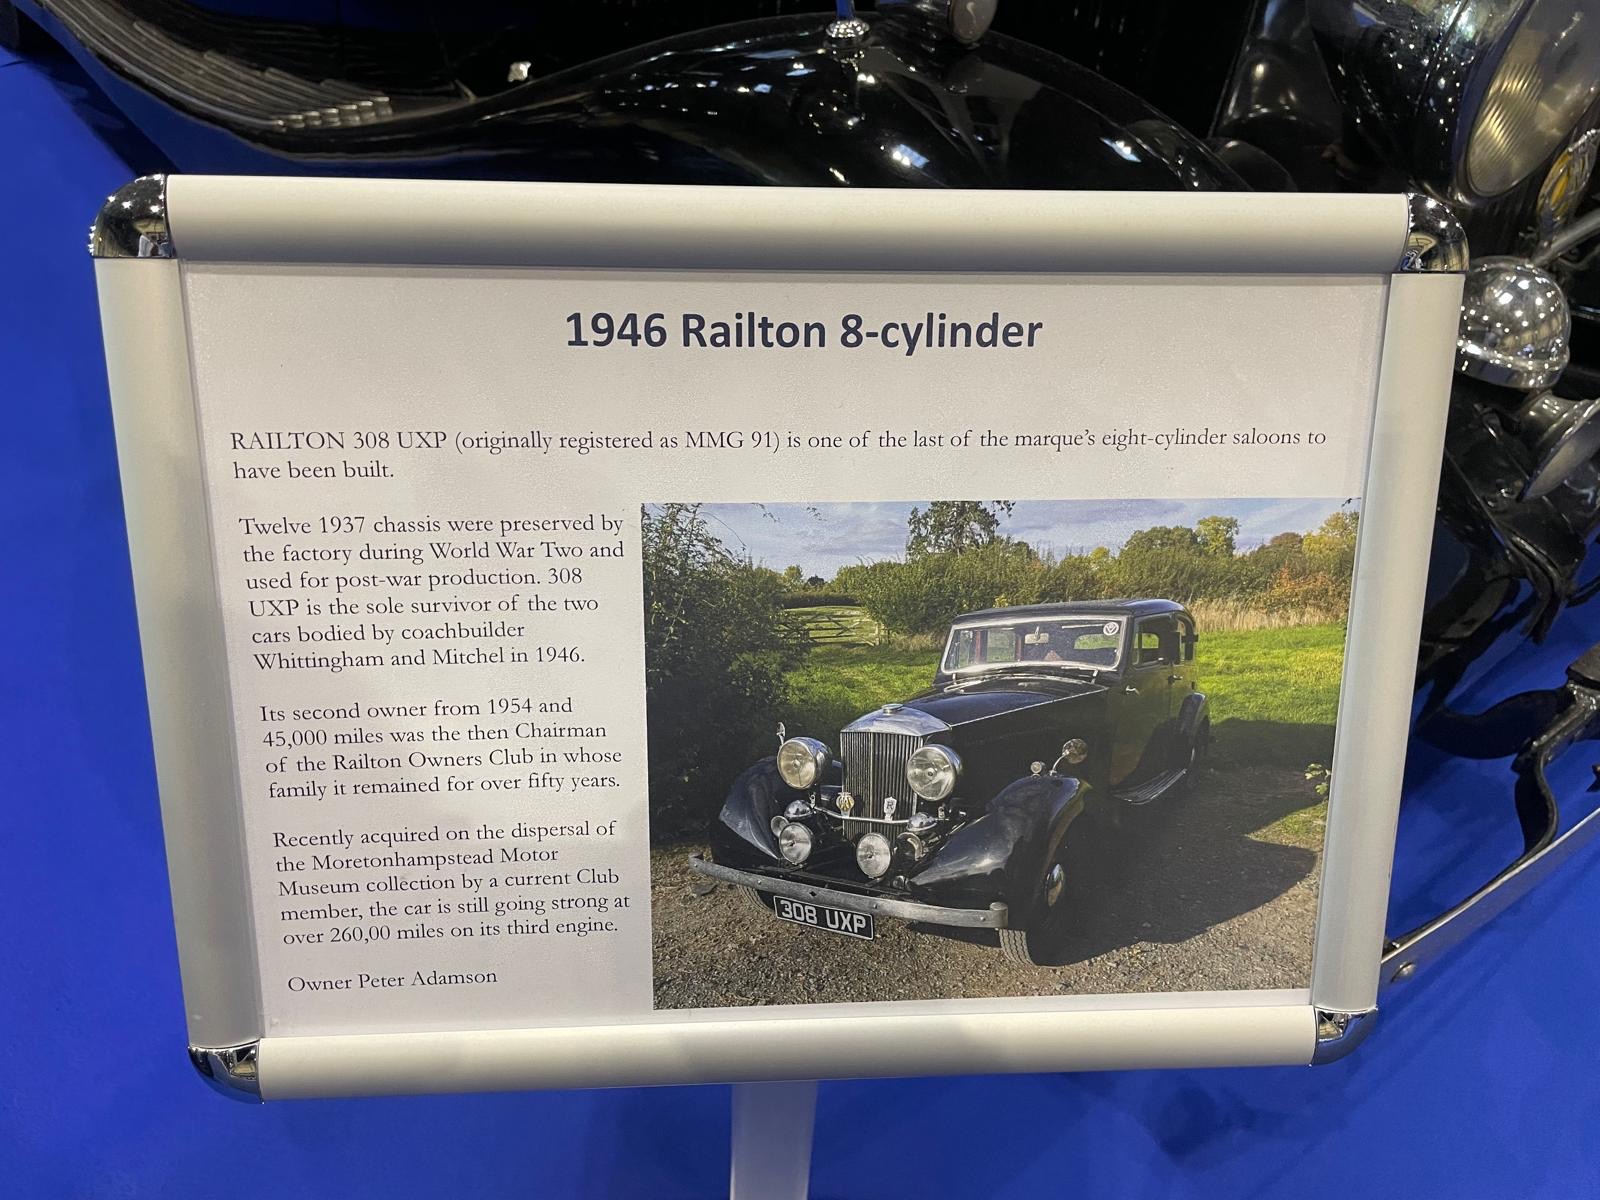 1946 Railton 8-cylinder
RAILTON 308 UXP (originally registered as MMG 91) is one of the last of the marque's eight-cylinder saloons to
have been built.
Twelve 1937 chassis were preserved by
the factory during World War Two and
used for post-war production. 308
UXP is the sole survivor of the two
cars bodied by coachbuilder
Whittingham and Mitchel in 1946.
Its second owner from 1954 and
45,000 miles was the then Chairman
of the Railton Owners Club in whose
family it remained for over fifty years.
Recently acquired on the dispersal of
the Moretonhampstead Motor
Museum collection by a current Club
member, the car is still going strong at
over 260,00 miles on its third engine.
Owner Peter Adamson
308 UXP